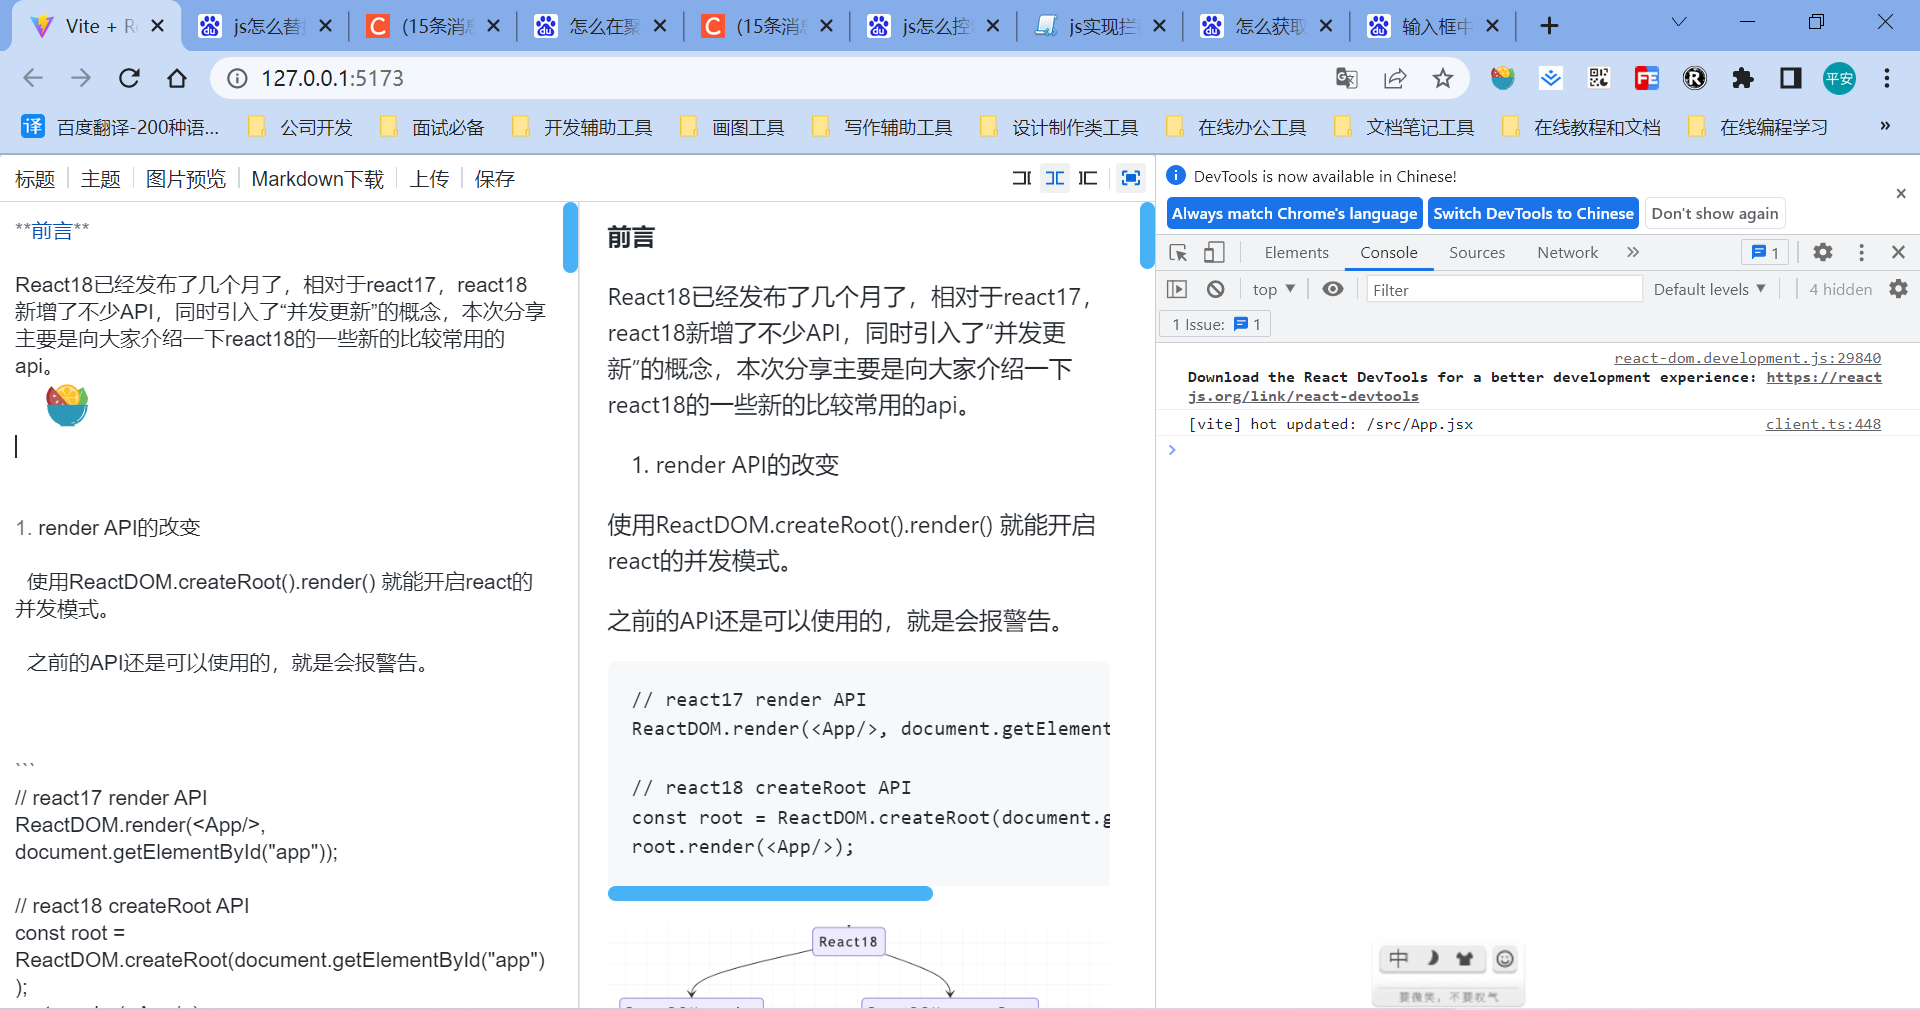 Vite + Re
js怎么替
(15条消息
怎么在聚
(15条消
js怎么控
js实现拦
怎么获取
输入框中
127.0.0.1:5173
平安
译 百度翻译-200种语... 公司开发 面试必备 开发辅助工具 画图工具 写作辅助工具 设计制作类工具 在线办公工具 文档笔记工具 在线教程和文档 在线编程学习 »
标题 主题 图片预览 Markdown下载 上传 保存
**前言**
React18已经发布了几个月了，相对于react17，react18
新增了不少API，同时引入了“并发更新”的概念，本次分享
主要是向大家介绍一下react18的一些新的比较常用的
api。
1. render API的改变
使用ReactDOM.createRoot().render() 就能开启react的
并发模式。
之前的API还是可以使用的，就是会报警告。
```
// react17 render API
ReactDOM.render(<App/>,
document.getElementById("app"));
// react18 createRoot API
const root =
ReactDOM.createRoot(document.getElementById("app")
);
前言
React18已经发布了几个月了，相对于react17，
react18新增了不少API，同时引入了“并发更
新”的概念，本次分享主要是向大家介绍一下
react18的一些新的比较常用的api。
1. render API的改变
使用ReactDOM.createRoot().render() 就能开启
react的并发模式。
之前的API还是可以使用的，就是会报警告。
// react17 render API
ReactDOM.render(<App/>, document.getElement
// react18 createRoot API
const root = ReactDOM.createRoot(document.g
root.render(<App/>);
React18
DevTools is now available in Chinese!
Always match Chrome's language Switch DevTools to Chinese Don't show again
Elements Console Sources Network » 1
top Filter Default levels 4 hidden
1 Issue: 1
react-dom.development.js:29840
Download the React DevTools for a better development experience: https://react
js.org/link/react-devtools
[vite] hot updated: /src/App.jsx client.ts:448
中
要微笑，不要叹气